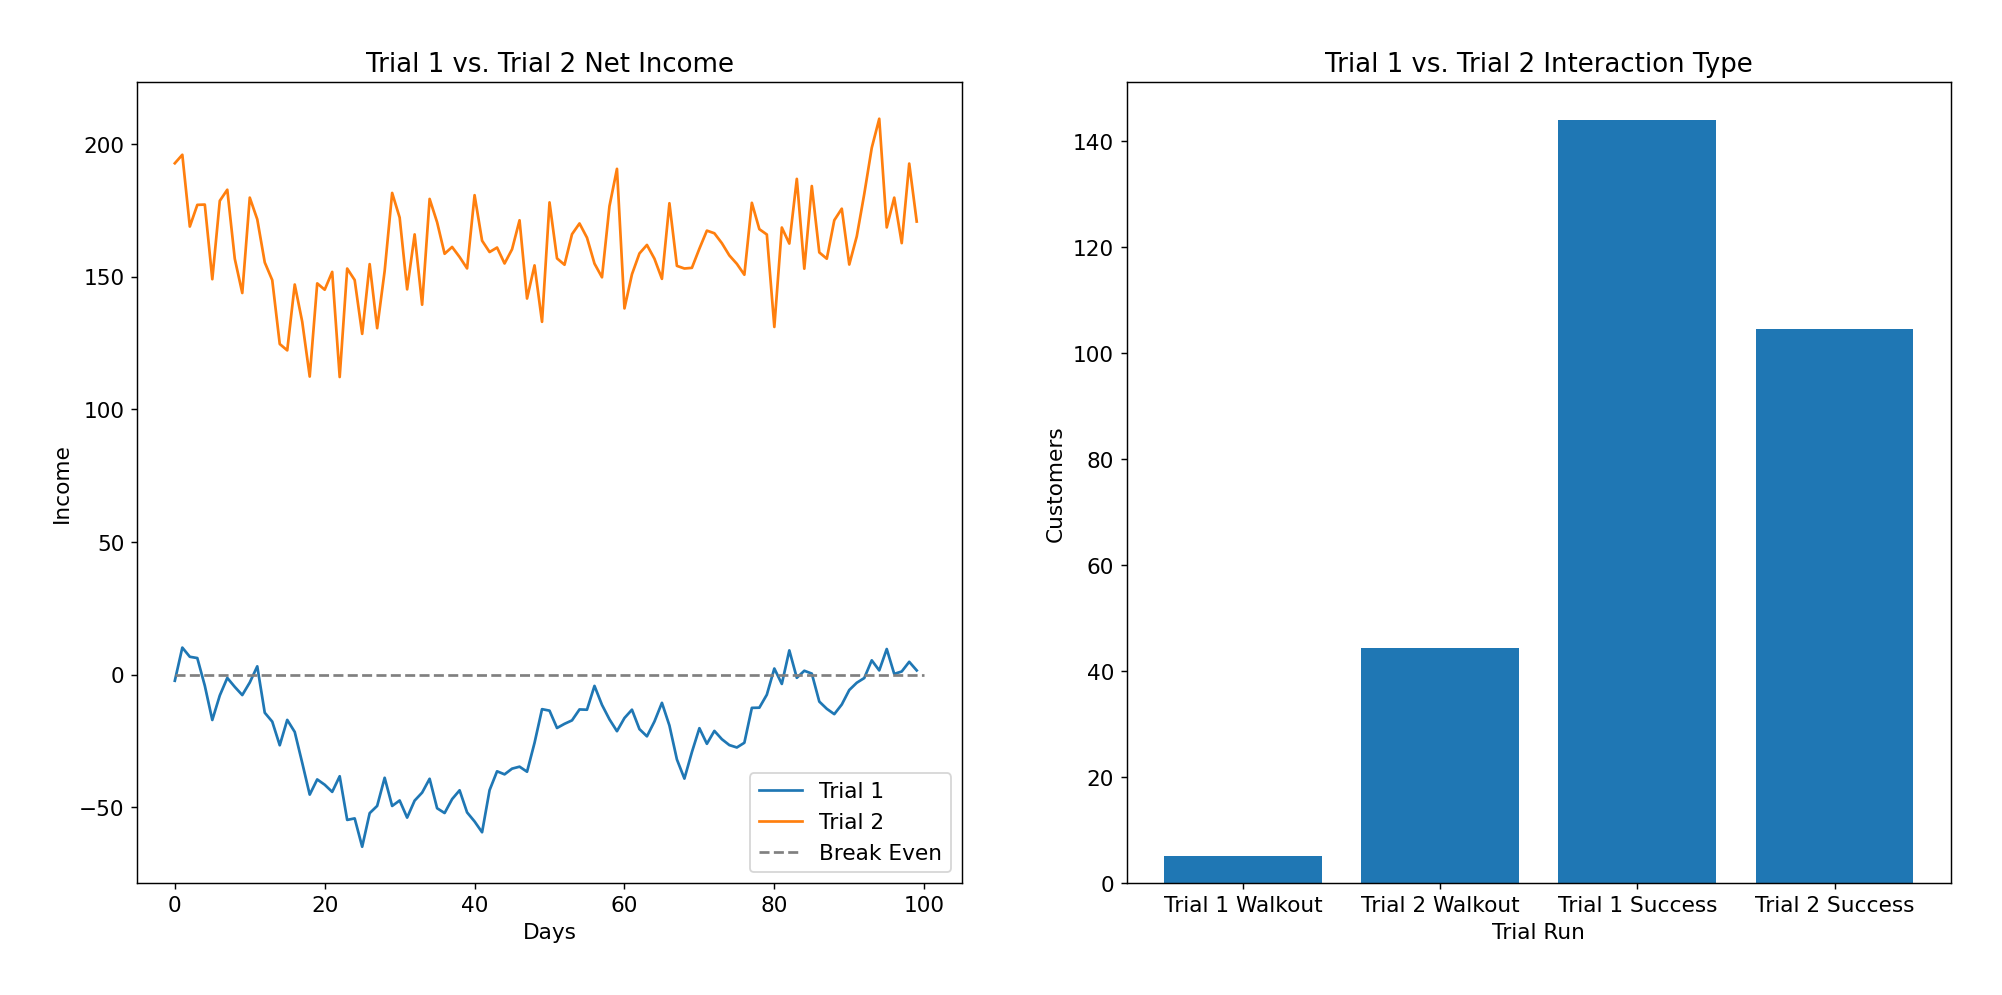 Trial 1 vs. Trial 2 Net Income
200
150
100
50
0
−50
Income
0 20 40 60 80 100
Days
Trial 1
Trial 2
Break Even
Trial 1 vs. Trial 2 Interaction Type
140
120
100
80
60
40
20
0
Customers
Trial 1 Walkout Trial 2 Walkout Trial 1 Success Trial 2 Success
Trial Run